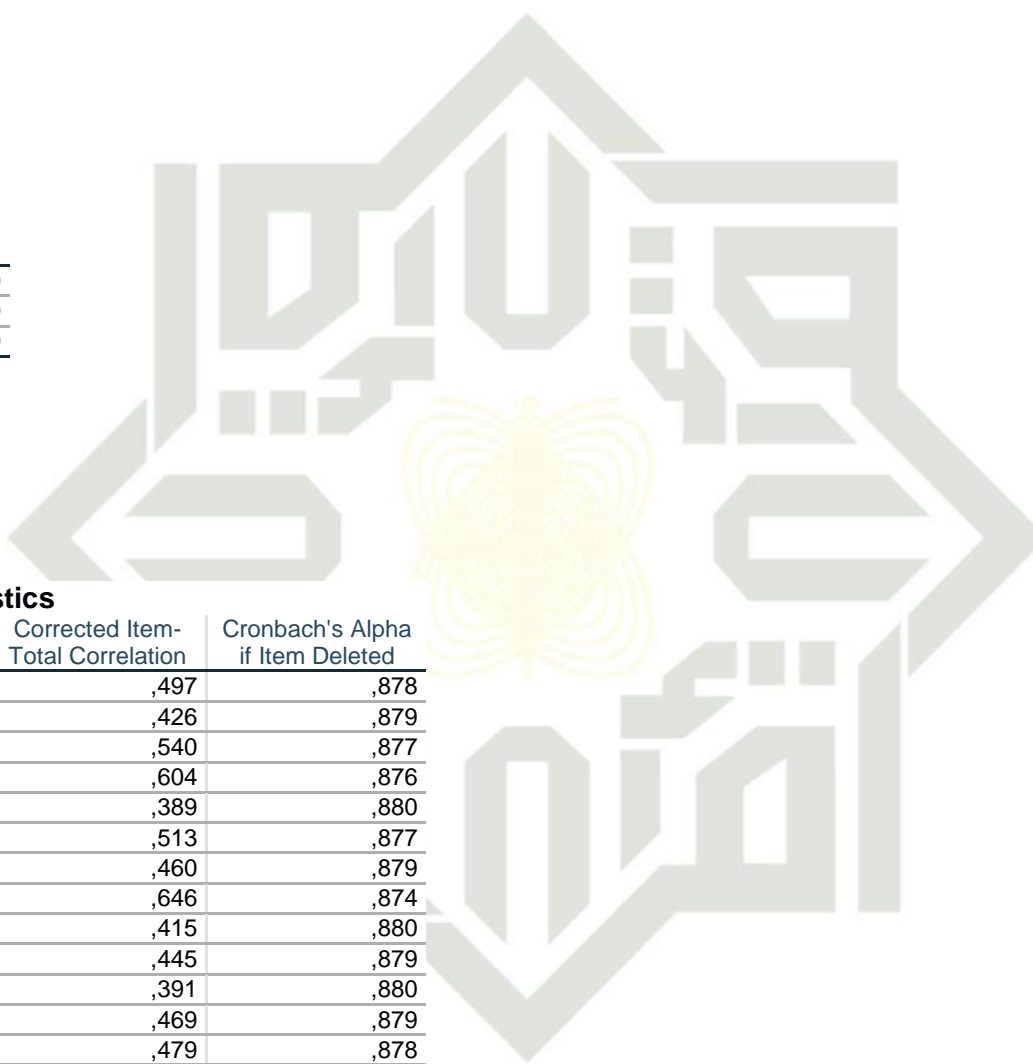 stics
Corrected Item-
Total Correlation
Cronbach's Alpha
if Item Deleted
,497 ,878
,426 ,879
,540 ,877
,604 ,876
,389 ,880
,513 ,877
,460 ,879
,646 ,874
,415 ,880
,445 ,879
,391 ,880
,469 ,879
,479 ,878